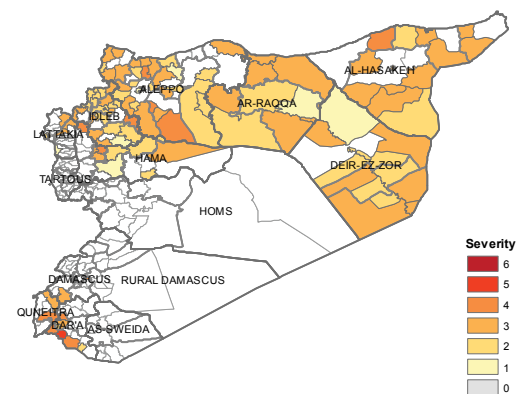 AL-HASAKEH
ALEPPO
AR-RAQQA
IDLEB
LATTAKIA
HAMA
DEIR-EZ-ZOR
TARTOUS
HOMS
DAMASCUS
RURAL DAMASCUS
QUNEITRA
DAR'A
AS-SWEIDA
Severity
6
5
4
3
2
1
0